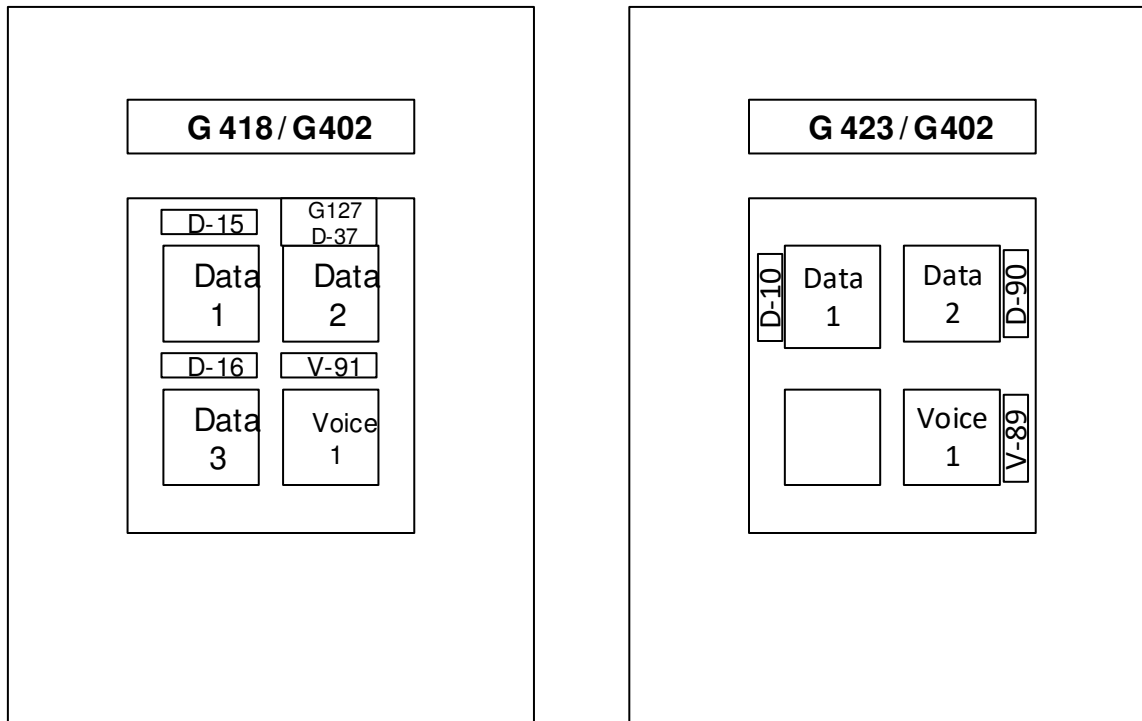 G 418 / G402
D-15
G127
D-37
Data
1
Data
2
D-16
V-91
Data
3
Voice
1
G 423 / G402
D-10
Data
1
Data
2
D-90
Voice
1
V-89